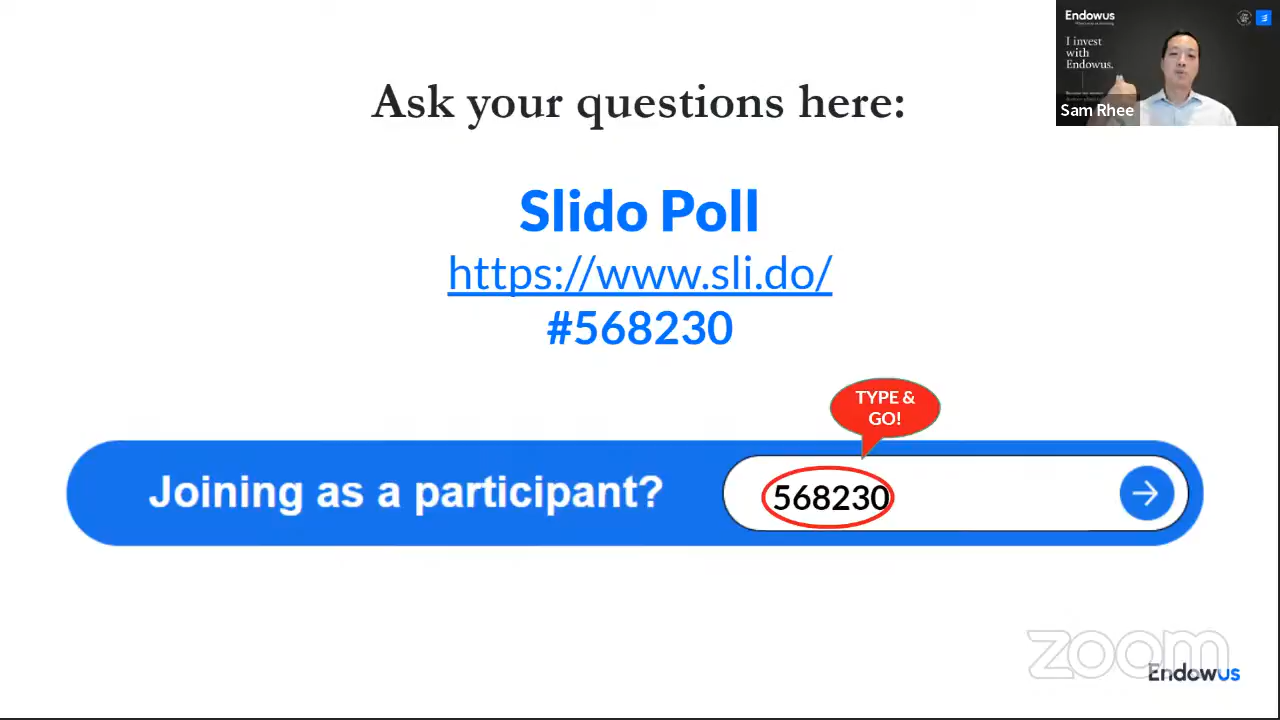 Endowus
I invest
with
Endowus.
Sam Rhee
Ask your questions here:
Slido Poll
https://www.sli.do/
#568230
TYPE &
GO!
Joining as a participant?
568230
zoom
Endowus